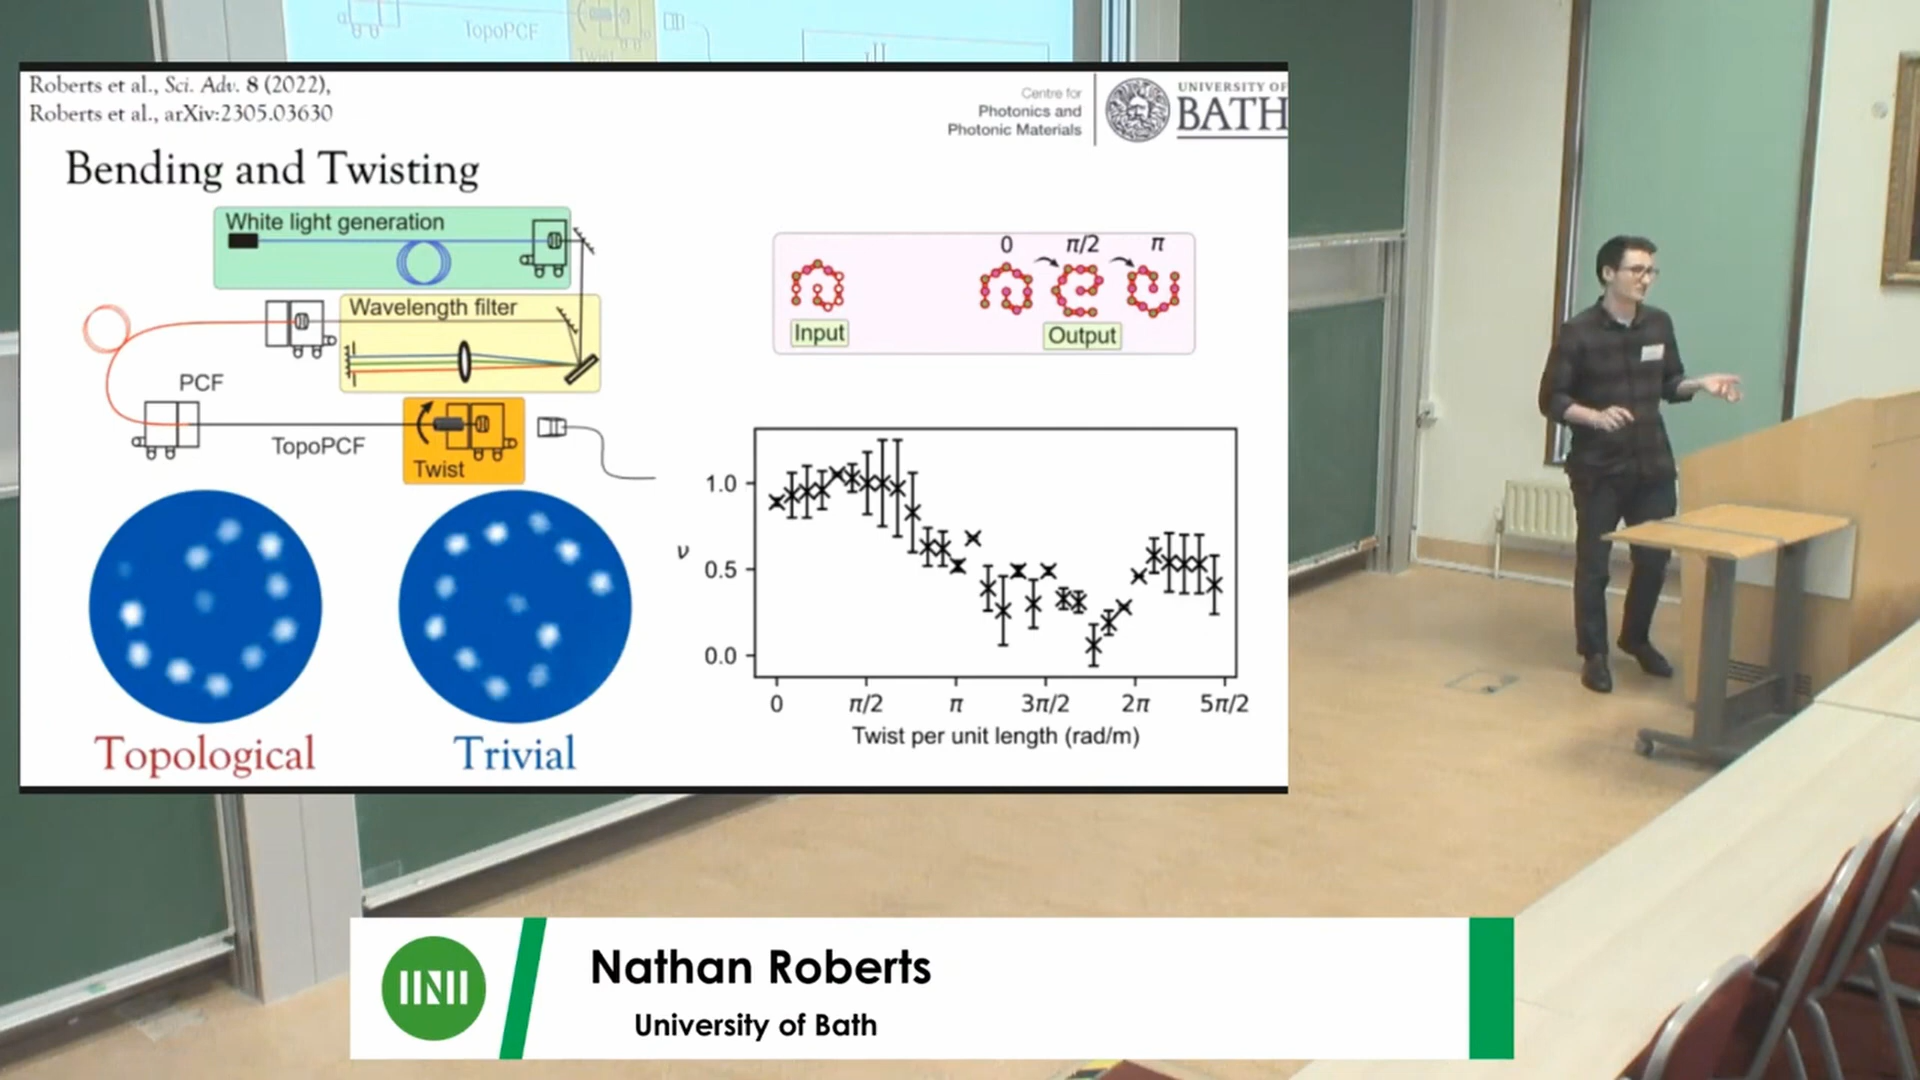 TopoPCF
Twist
Roberts et al., Sci. Adv. 8 (2022),
Roberts et al., arXiv:2305.03630
Centre for
Photonics and
Photonic Materials
UNIVERSITY OF
BATH
Bending and Twisting
White light generation
Wavelength filter
PCF
TopoPCF
Twist
0 π/2 π
Input
Output
ν
1.0
0.5
0.0
0 π/2 π 3π/2 2π 5π/2
Twist per unit length (rad/m)
Topological
Trivial
Nathan Roberts
University of Bath